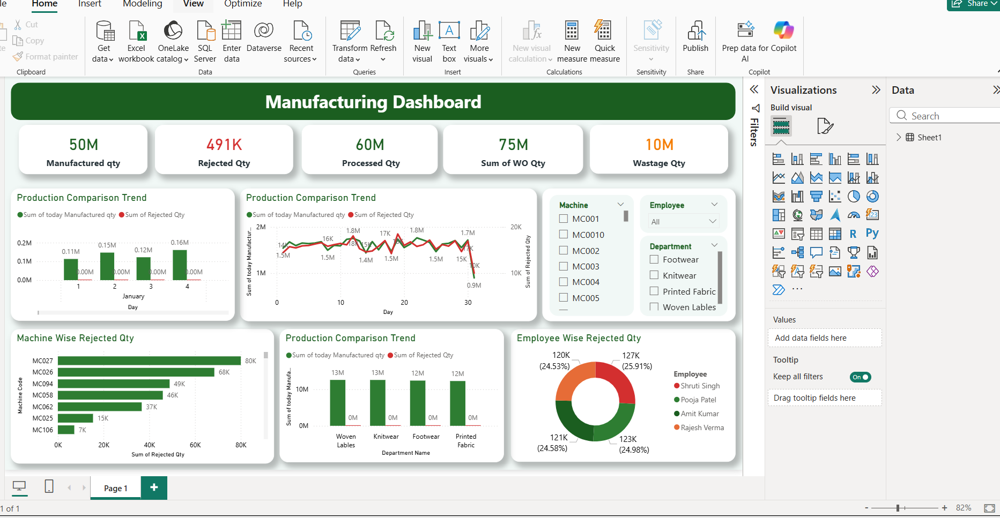 Home Insert Modeling View Optimize Help
Share
Cut
Copy
Format painter
Clipboard
Get data
Excel workbook
OneLake catalog
SQL Server
Enter data
Dataverse
Recent sources
Data
Transform data
Refresh
Queries
New visual
Text box
More visuals
Insert
New visual calculation
New measure
Quick measure
Calculations
Sensitivity
Sensitivity
Publish
Share
Prep data for AI
Copilot
Copilot
Manufacturing Dashboard
50M
Manufactured qty
491K
Rejected Qty
60M
Processed Qty
75M
Sum of WO Qty
10M
Wastage Qty
Production Comparison Trend
Sum of today Manufactured qty Sum of Rejected Qty
0.2M
0.1M
0.0M
0.11M
0.15M
0.12M
0.16M
0.00M
0.00M
0.00M
0.00M
1 2 3 4
January
Day
Production Comparison Trend
Sum of today Manufactured qty Sum of Rejected Qty
Sum of today Manufactur...
2M
1M
1.5M
16K
1.5M
1.8M
18K
15K
1.4M
17K
1.5M
1.8M
1.5M
1.7M
17K
15K
10K
0.9M
20K
10K
Sum of Rejected Qty
0 10 20 30
Day
Machine
MC001
MC0010
MC002
MC003
MC004
MC005
Employee
All
Department
Footwear
Knitwear
Printed Fabric
Woven Lables
Machine Wise Rejected Qty
Machine Code
MC027 80K
MC026 68K
MC094 49K
MC058 46K
MC062 37K
MC025 15K
MC106 7K
0K 20K 40K 60K 80K
Sum of Rejected Qty
Production Comparison Trend
Sum of today Manufactured qty Sum of Rejected Qty
Sum of today Manufa...
10M
0M
13M 13M 12M 12M
0M 0M 0M 0M
Woven Lables
Knitwear
Footwear
Printed Fabric
Department Name
Employee Wise Rejected Qty
120K
(24.53%)
127K
(25.91%)
121K
(24.58%)
123K
(24.98%)
Employee
Shruti Singh
Pooja Patel
Amit Kumar
Rajesh Verma
Filters
Visualizations
Build visual
123
R
Py
Values
Add data fields here
Tooltip
Keep all filters
On
Drag tooltip fields here
Data
Search
Sheet1
Page 1
1 of 1
82%